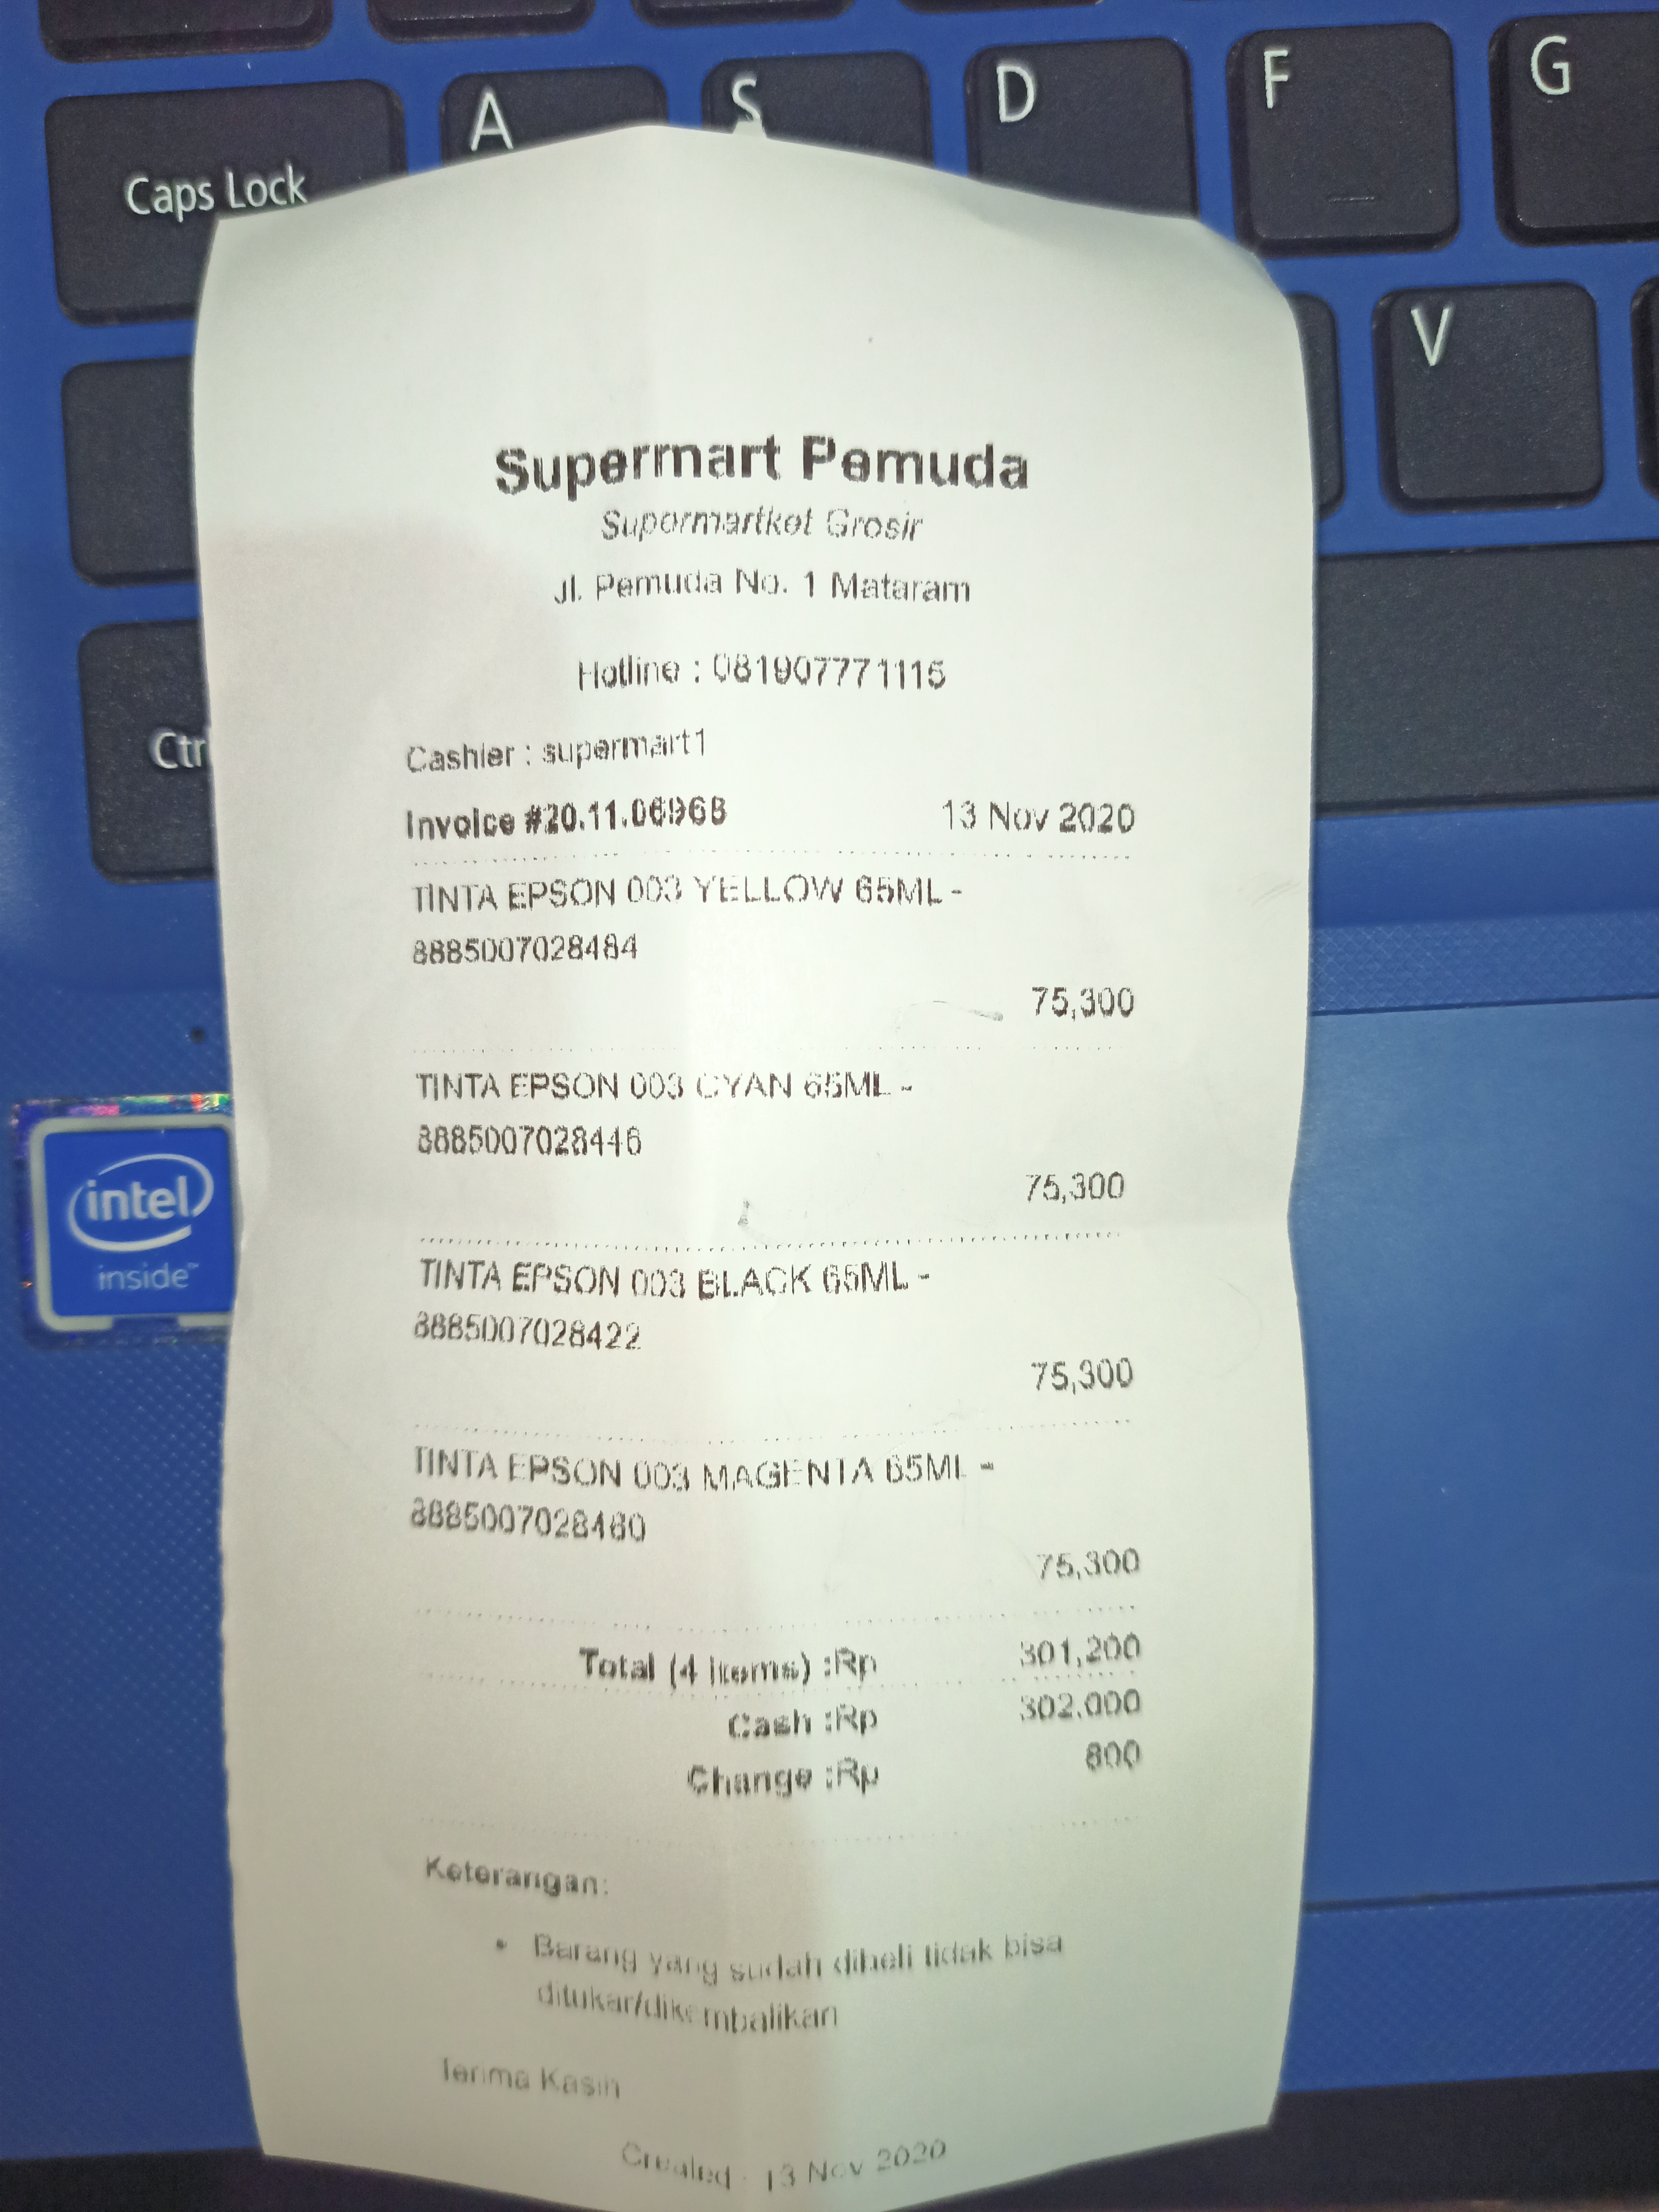 A
S
D
F
G
Caps Lock
V
Ctrl
Supermart Pemuda
Supermartket Grosir
Jl. Pemuda No. 1 Mataram
Hotline : 081907771115
Cashier : supermart1
Invoice #20.11.06968 13 Nov 2020
TINTA EPSON 003 YELLOW 65ML -
8885007028484
75,300
TINTA EPSON 003 CYAN 65ML -
8885007028446
75,300
TINTA EPSON 003 BLACK 65ML -
8885007028422
75,300
TINTA EPSON 003 MAGENTA 65ML -
8885007028460
75,300
Total (4 Items) :Rp 301,200
Cash :Rp 302,000
Change :Rp 800
Keterangan:
• Barang yang sudah dibeli tidak bisa
ditukar/dikembalikan
Terima Kasih
Created : 13 Nov 2020
intel
inside™